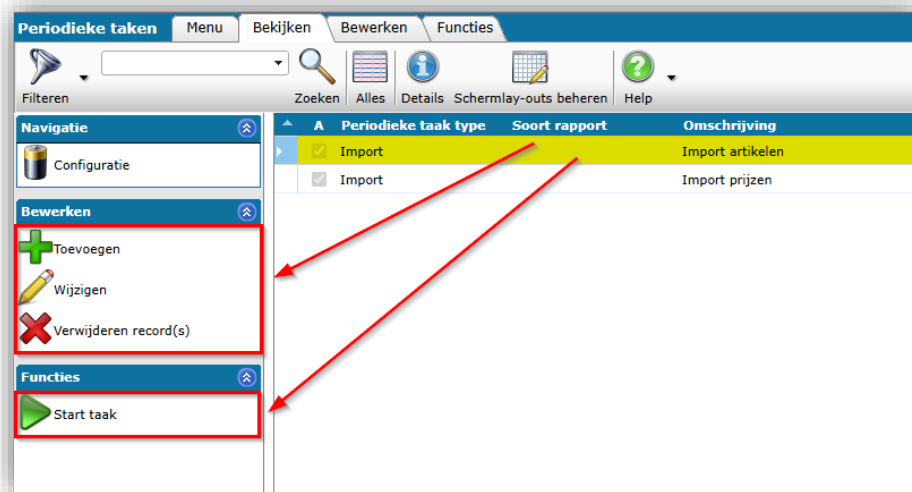 Periodieke taken Menu Bekijken Bewerken Functies
Filteren Zoeken Alles Details Schermlay-outs beheren Help
Navigatie
Configuratie
Bewerken
Toevoegen
Wijzigen
Verwijderen record(s)
Functies
Start taak
A Periodieke taak type Soort rapport Omschrijving
Import Import artikelen
Import Import prijzen